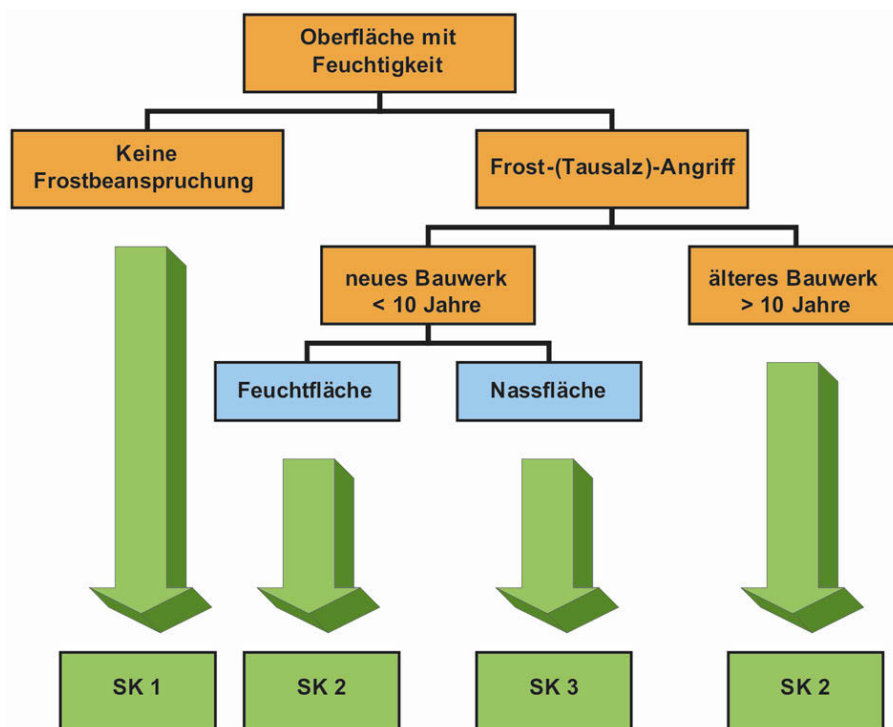 Oberfläche mit
Feuchtigkeit
Keine
Frostbeanspruchung
Frost-(Tausalz)-Angriff
neues Bauwerk
< 10 Jahre
älteres Bauwerk
> 10 Jahre
Feuchtfläche
Nassfläche
SK 1
SK 2
SK 3
SK 2